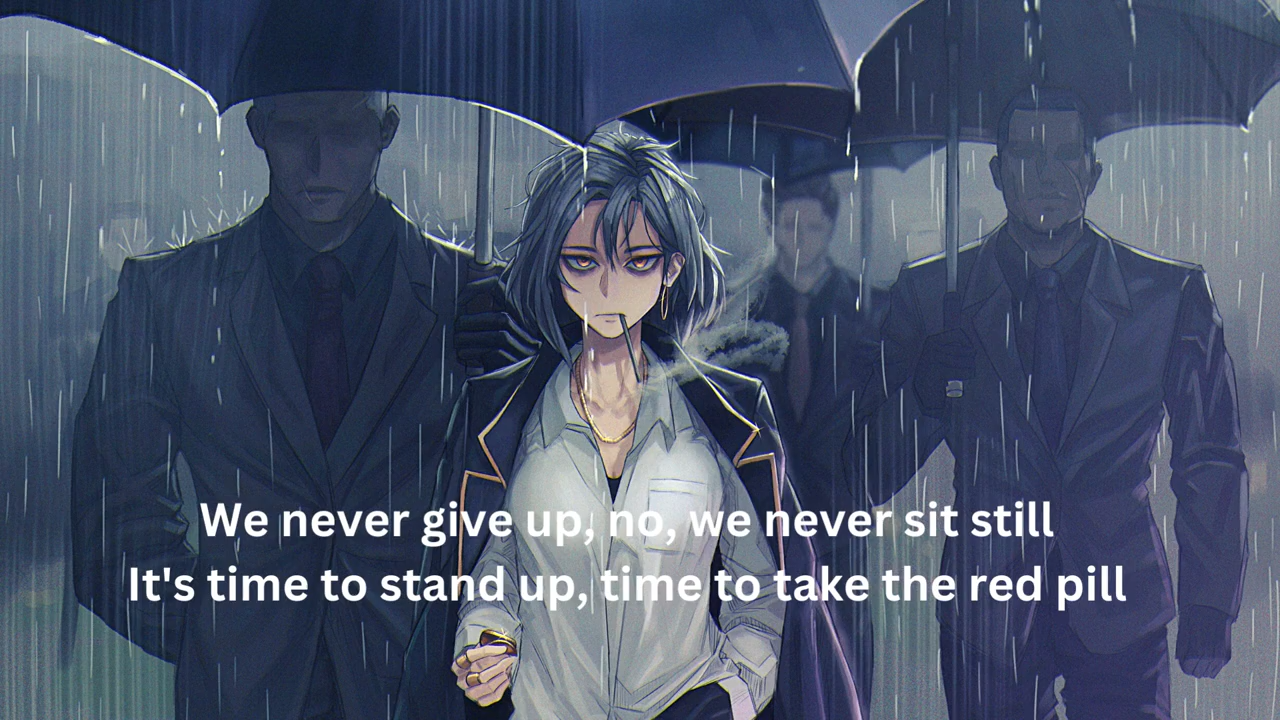 We never give up, no, we never sit still
It's time to stand up, time to take the red pill